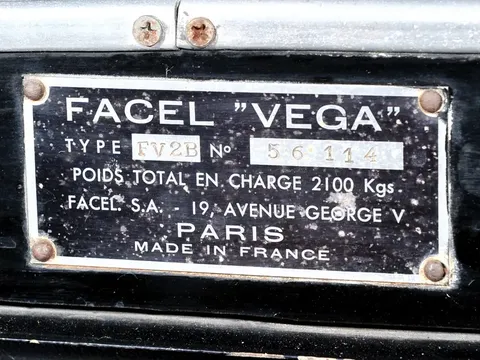 FACEL "VEGA"
TYPE FV2B Nº 56 114
POIDS TOTAL EN CHARGE 2100 Kgs.
FACEL S.A. 19, AVENUE GEORGE V
PARIS
MADE IN FRANCE